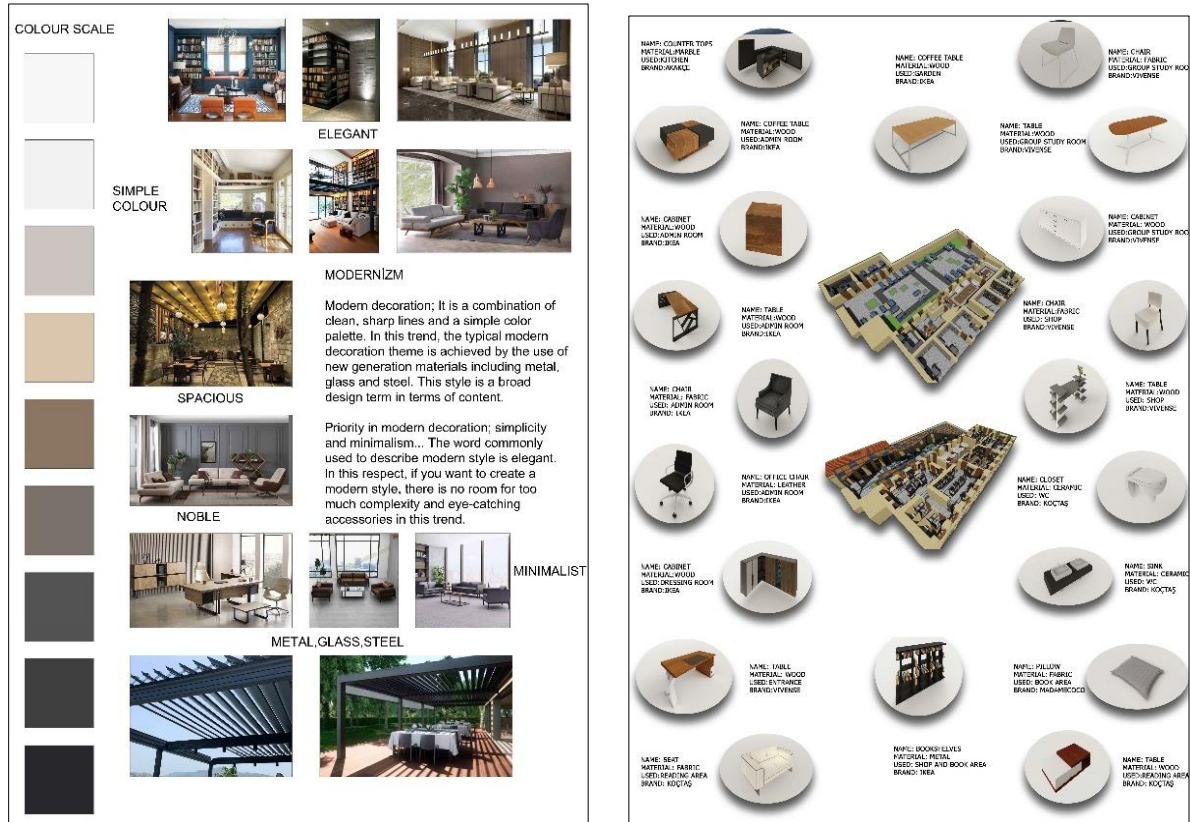 COLOUR SCALE
ELEGANT
SIMPLE
COLOUR
MODERNİZM
Modern decoration; It is a combination of
clean, sharp lines and a simple color
palette. In this trend, the typical modern
decoration theme is achieved by the use of
new generation materials including metal,
glass and steel. This style is a broad
design term in terms of content.
SPACIOUS
Priority in modern decoration; simplicity
and minimalism... The word commonly
used to describe modern style is elegant.
In this respect, if you want to create a
modern style, there is no room for too
much complexity and eye-catching
accessories in this trend.
NOBLE
MINIMALIST
METAL,GLASS,STEEL
NAME: COUNTER TOPS
MATERIAL:MARBLE
USED:KITCHEN
BRAND:AKAKÇE
NAME: COFFEE TABLE
MATERIAL:WOOD
USED:GARDEN
BRAND:IKEA
NAME: CHAIR
MATERIAL: FABRIC
USED:GROUP STUDY ROO
BRAND:VIVENSE
NAME: COFFEE TABLE
MATERIAL:WOOD
USED:ADMIN ROOM
BRAND:IKEA
NAME: TABLE
MATERIAL:WOOD
USED:GROUP STUDY ROOM
BRAND:VIVENSE
NAME: CABINET
MATERIAL:WOOD
USED:ADMIN ROOM
BRAND:IKEA
NAME: CABINET
MATERIAL: WOOD
USED:GROUP STUDY ROO
BRAND:VIVENSE
NAME: TABLE
MATERIAL:WOOD
USED:ADMIN ROOM
BRAND:IKEA
NAME: CHAIR
MATERIAL:FABRIC
USED: SHOP
BRAND:VIVENSE
NAME: CHAIR
MATERIAL: FABRIC
USED: ADMIN ROOM
BRAND: IKEA
NAME: TABLE
MATERIAL: WOOD
USED: SHOP
BRAND:VIVENSE
NAME: OFFICE CHAIR
MATERIAL: LEATHER
USED:ADMIN ROOM
BRAND:IKEA
NAME: CLOSET
MATERIAL: CERAMIC
USED: WC
BRAND: KOÇTAŞ
NAME: CABINET
MATERIAL:WOOD
USED:DRESSING ROOM
BRAND:IKEA
NAME: SINK
MATERIAL: CERAMIC
USED: WC
BRAND: KOÇTAŞ
NAME: TABLE
MATERIAL: WOOD
USED:ENTRANCE
BRAND:VIVENSE
NAME: PILLOW
MATERIAL: FABRIC
USED: BOOK AREA
BRAND: MADAMECOCO
NAME: SEAT
MATERIAL: FABRIC
USED:READING AREA
BRAND: KOÇTAŞ
NAME: BOOKSHELVES
MATERIAL: METAL
USED: SHOP AND BOOK AREA
BRAND: IKEA
NAME: TABLE
MATERIAL: WOOD
USED:READING AREA
BRAND: KOÇTAŞ